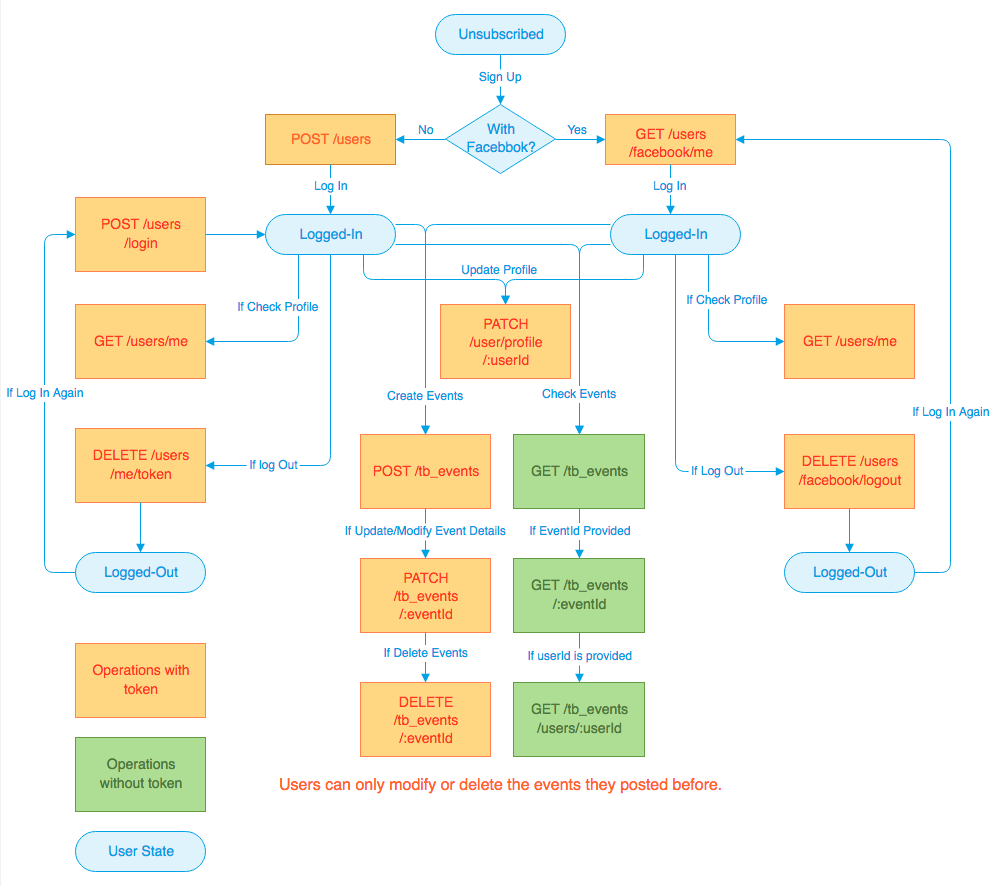 Unsubscribed
Sign Up
With
Facebbok?
No
Yes
POST /users
GET /users
/facebook/me
Log In
Log In
POST /users
/login
Logged-In
Logged-In
Update Profile
If Check Profile
If Check Profile
GET /users/me
PATCH
/user/profile
/:userId
GET /users/me
If Log In Again
Create Events
Check Events
If Log In Again
DELETE /users
/me/token
If log Out
POST /tb_events
GET /tb_events
If Log Out
DELETE /users
/facebook/logout
If Update/Modify Event Details
If EventId Provided
Logged-Out
PATCH
/tb_events
/:eventId
GET /tb_events
/:eventId
Logged-Out
If Delete Events
If userId is provided
Operations with
token
DELETE
/tb_events
/:eventId
GET /tb_events
/users/:userId
Operations
without token
Users can only modify or delete the events they posted before.
User State